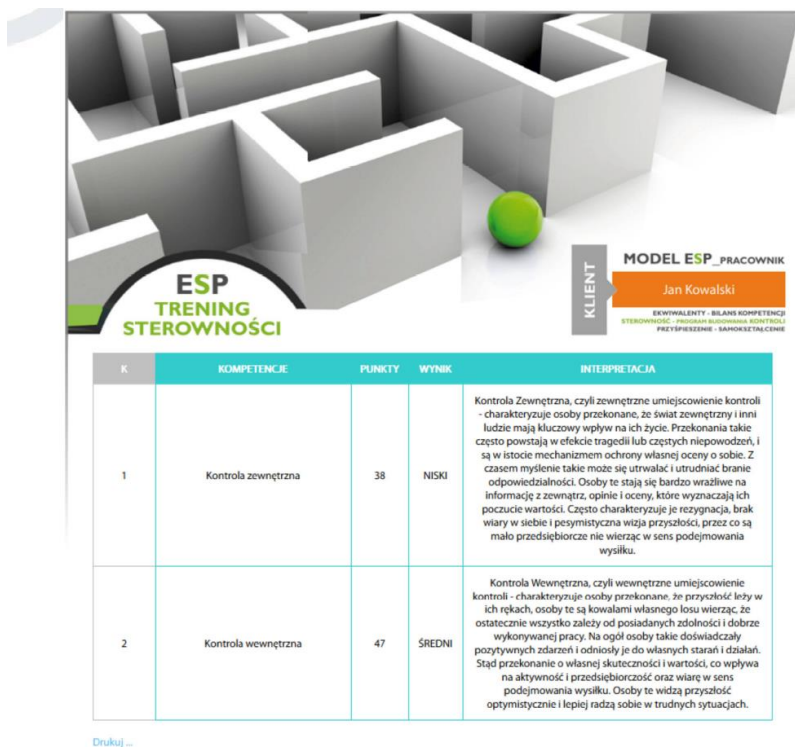 ESP
TRENING
STEROWNOŚCI
KLIENT
MODEL ESP_PRACOWNIK
Jan Kowalski
EKWIWALENTY - BILANS KOMPETENCJI
STEROWNOŚĆ - PROGRAM BUDOWANIA KONTROLI
PRZYŚPIESZENIE - SAMOKSZTAŁCENIE
K KOMPETENCJE PUNKTY WYNIK INTERPRETACJA
1 Kontrola zewnętrzna 38 NISKI
Kontrola Zewnętrzna, czyli zewnętrzne umiejscowienie kontroli
- charakteryzuje osoby przekonane, że świat zewnętrzny i inni
ludzie mają kluczowy wpływ na ich życie. Przekonania takie
często powstają w efekcie tragedii lub częstych niepowodzeń, i
są w istocie mechanizmem ochrony własnej oceny o sobie. Z
czasem myślenie takie może się utrwalać i utrudniać branie
odpowiedzialności. Osoby te stają się bardzo wrażliwe na
informację z zewnątrz, opinie i oceny, które wyznaczają ich
poczucie wartości. Często charakteryzuje je rezygnacja, brak
wiary w siebie i pesymistyczna wizja przyszłości, przez co są
mało przedsiębiorcze nie wierząc w sens podejmowania
wysiłku.
2 Kontrola wewnętrzna 47 ŚREDNI
Kontrola Wewnętrzna, czyli wewnętrzne umiejscowienie
kontroli - charakteryzuje osoby przekonane, że przyszłość leży w
ich rękach, osoby te są kowalami własnego losu wierząc, że
ostatecznie wszystko zależy od posiadanych zdolności i dobrze
wykonywanej pracy. Na ogół osoby takie doświadczały
pozytywnych zdarzeń i odniosły je do własnych starań i działań.
Stąd przekonanie o własnej skuteczności i wartości, co wpływa
na aktywność i przedsiębiorczość oraz wiarę w sens
podejmowania wysiłku. Osoby te widzą przyszłość
optymistycznie i lepiej radzą sobie w trudnych sytuacjach.
Drukuj ...